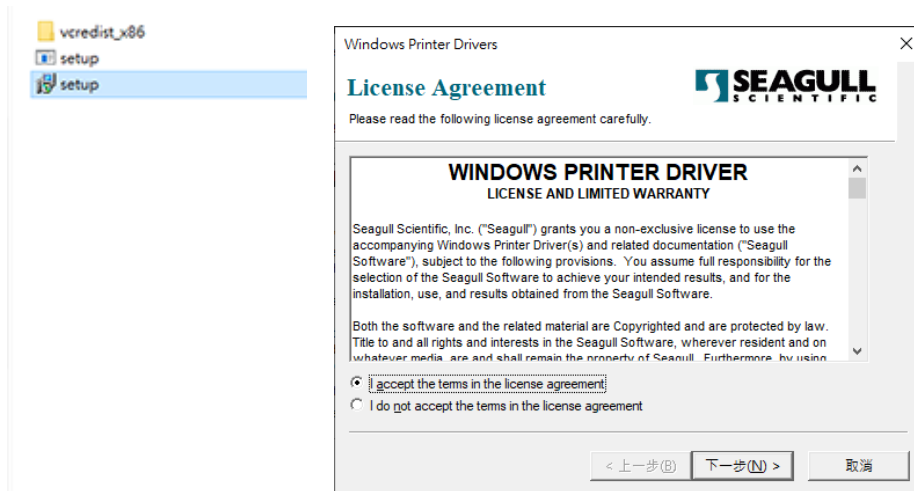 vcredist_x86
setup
setup
Windows Printer Drivers
License Agreement
SEAGULL
SCIENTIFIC
Please read the following license agreement carefully.
WINDOWS PRINTER DRIVER
LICENSE AND LIMITED WARRANTY
Seagull Scientific, Inc. ("Seagull") grants you a non-exclusive license to use the
accompanying Windows Printer Driver(s) and related documentation ("Seagull
Software"), subject to the following provisions.  You assume full responsibility for the
selection of the Seagull Software to achieve your intended results, and for the
installation, use, and results obtained from the Seagull Software.
Both the software and the related material are Copyrighted and are protected by law.
Title to and all rights and interests in the Seagull Software, wherever resident and on
whatever media, are and shall remain the property of Seagull.  Furthermore, by using
I accept the terms in the license agreement
I do not accept the terms in the license agreement
< 上一步(B)
下一步(N) >
取消